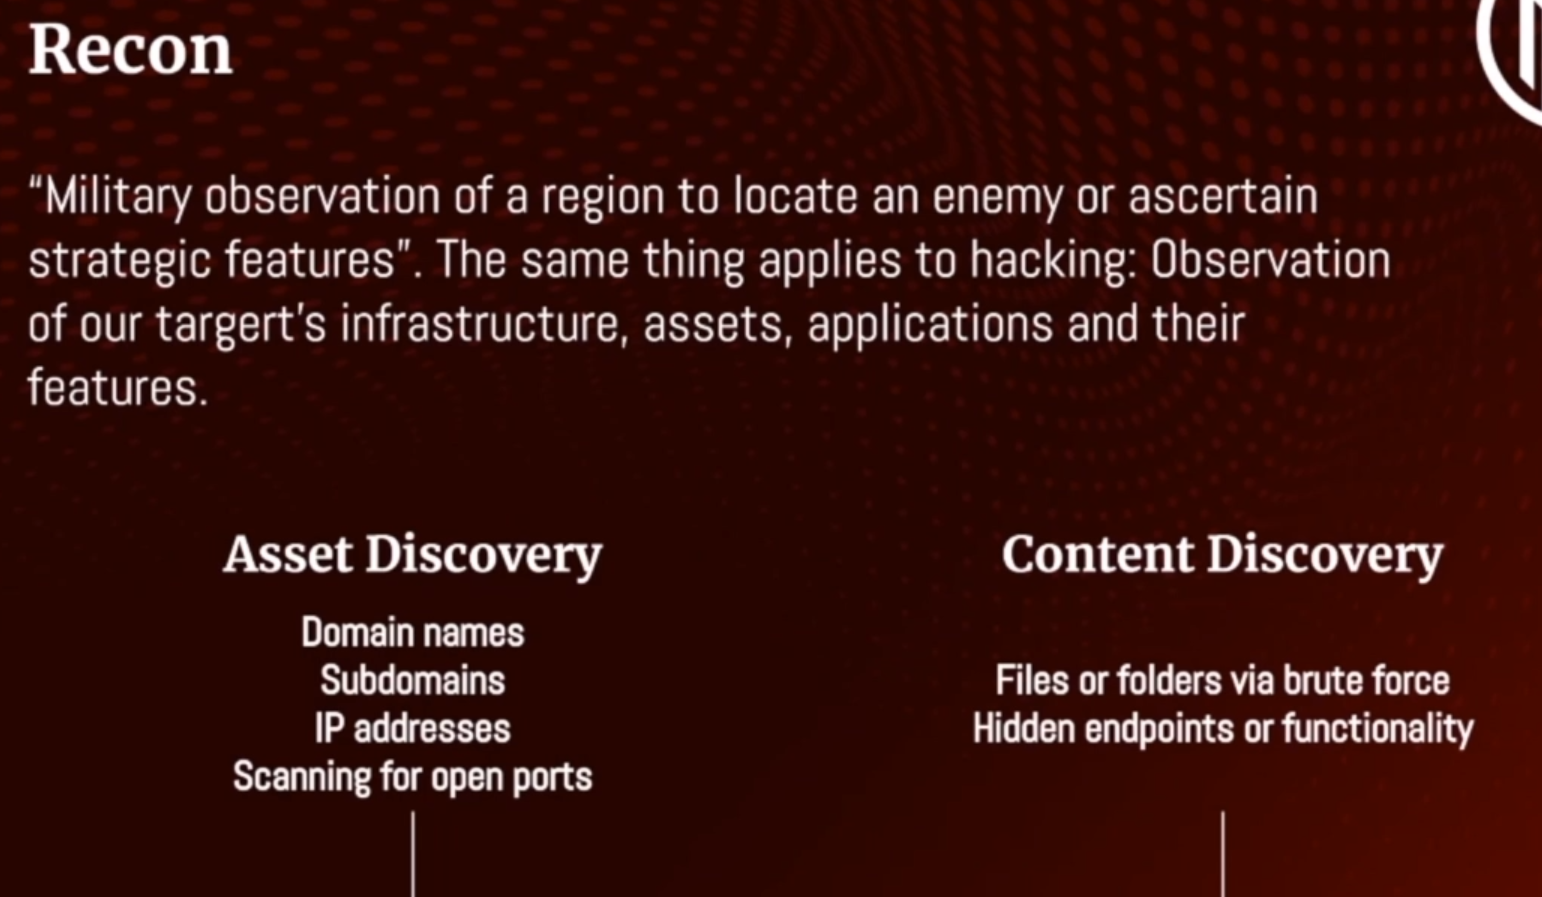 Recon
“Military observation of a region to locate an enemy or ascertain
strategic features”. The same thing applies to hacking: Observation
of our targert’s infrastructure, assets, applications and their
features.
Asset Discovery
Domain names
Subdomains
IP addresses
Scanning for open ports
Content Discovery
Files or folders via brute force
Hidden endpoints or functionality